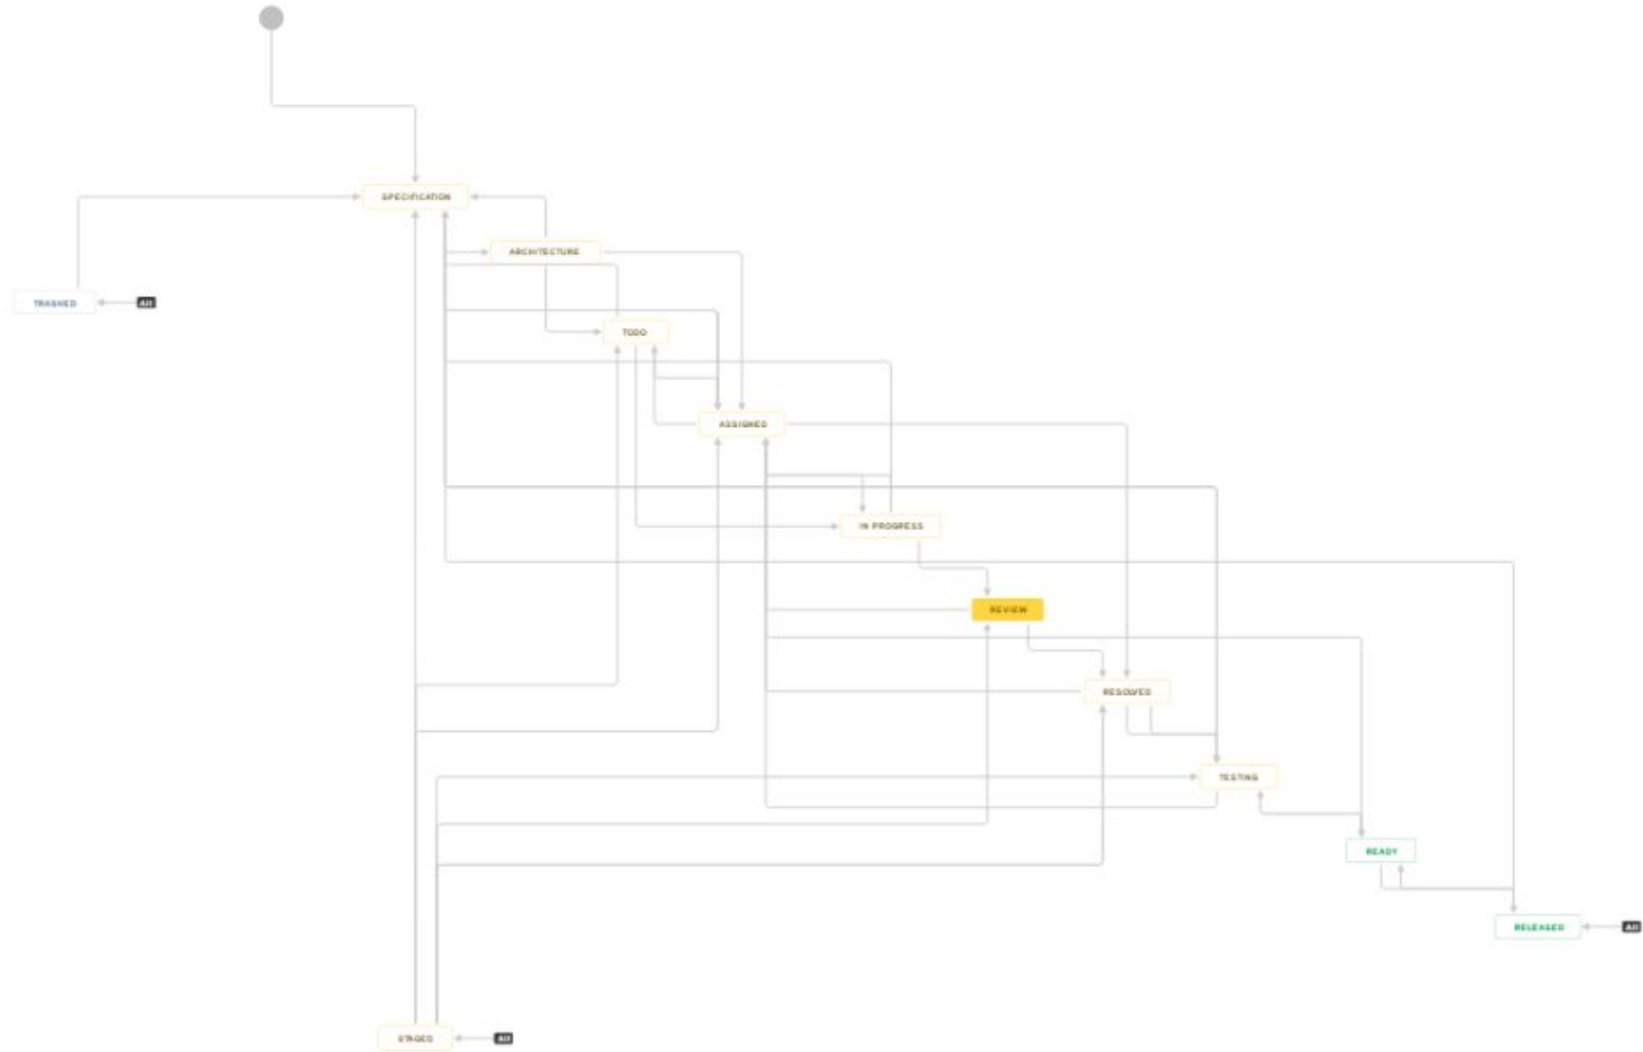 SPECIFICATION
ARCHITECTURE
TRASHED
All
TODO
ASSIGNED
IN PROGRESS
REVIEW
RESOLVED
TESTING
READY
RELEASED
All
STAGED
All